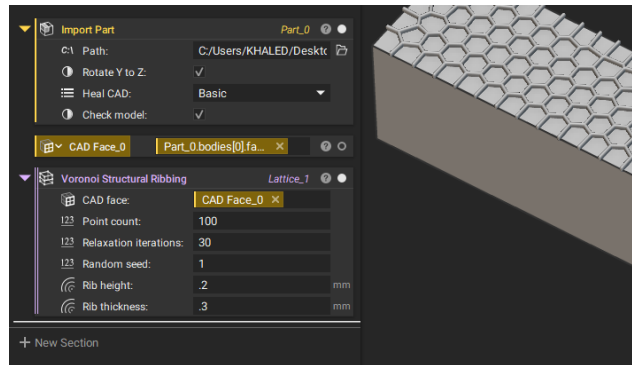 Import Part Part_0
C:\ Path: C:/Users/KHALED/Deskto
Rotate Y to Z:
Heal CAD: Basic
Check model:
CAD Face_0 Part_0.bodies[0].fa... ×
Voronoi Structural Ribbing Lattice_1
CAD face: CAD Face_0 ×
123 Point count: 100
123 Relaxation iterations: 30
123 Random seed: 1
Rib height: .2 mm
Rib thickness: .3 mm
+ New Section